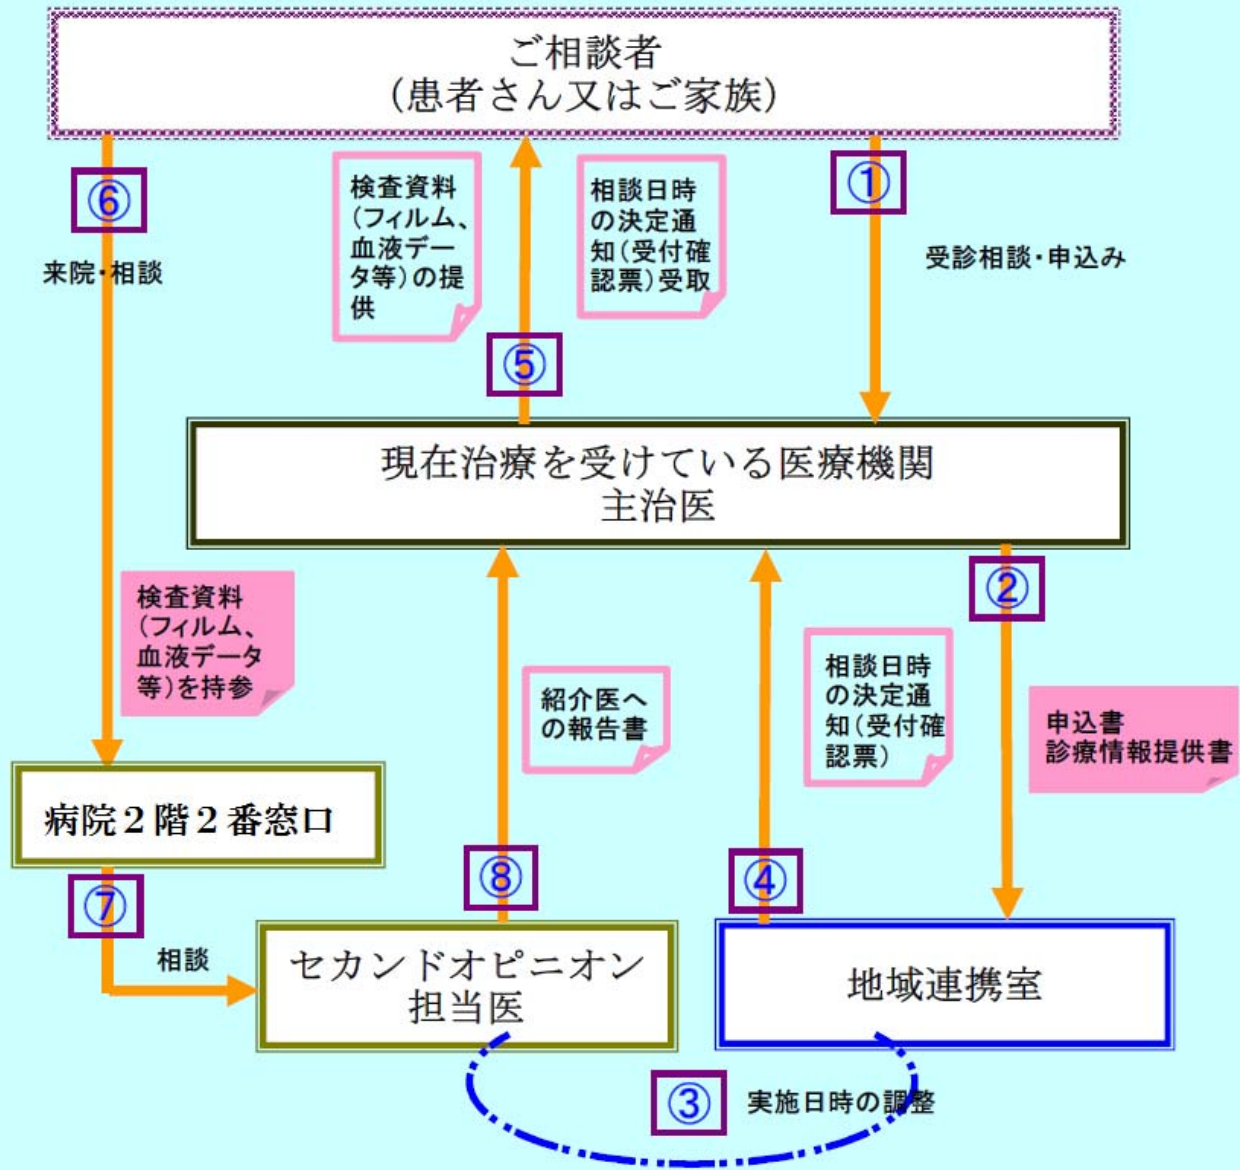 ご相談者
（患者さん又はご家族）
⑥
来院・相談
検査資料
（フィルム、
血液デー
タ等）の提
供
相談日時
の決定通
知（受付確
認票）受取
①
受診相談・申込み
⑤
現在治療を受けている医療機関
主治医
検査資料
（フィルム、
血液データ
等）を持参
紹介医へ
の報告書
相談日時
の決定通
知（受付確
認票）
②
申込書
診療情報提供書
病院２階２番窓口
⑦
相談
⑧
④
セカンドオピニオン
担当医
地域連携室
③
実施日時の調整